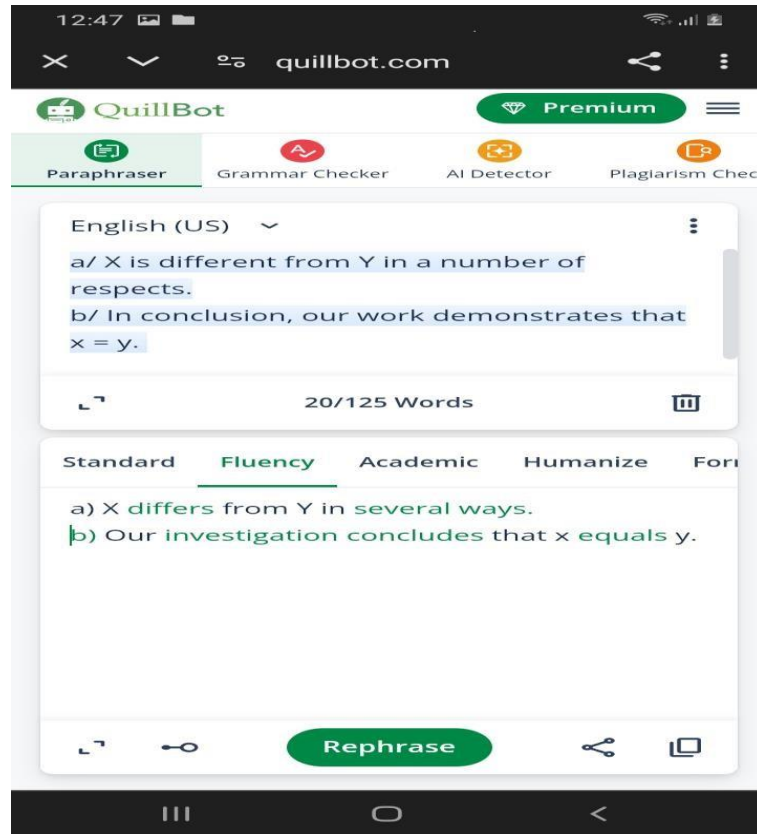 12:47
quillbot.com
QuillBot
Premium
Paraphraser
Grammar Checker
AI Detector
Plagiarism Chec
English (US)
a/ X is different from Y in a number of
respects.
b/ In conclusion, our work demonstrates that
x = y.
20/125 Words
Standard
Fluency
Academic
Humanize
Forr
a) X differs from Y in several ways.
b) Our investigation concludes that x equals y.
Rephrase